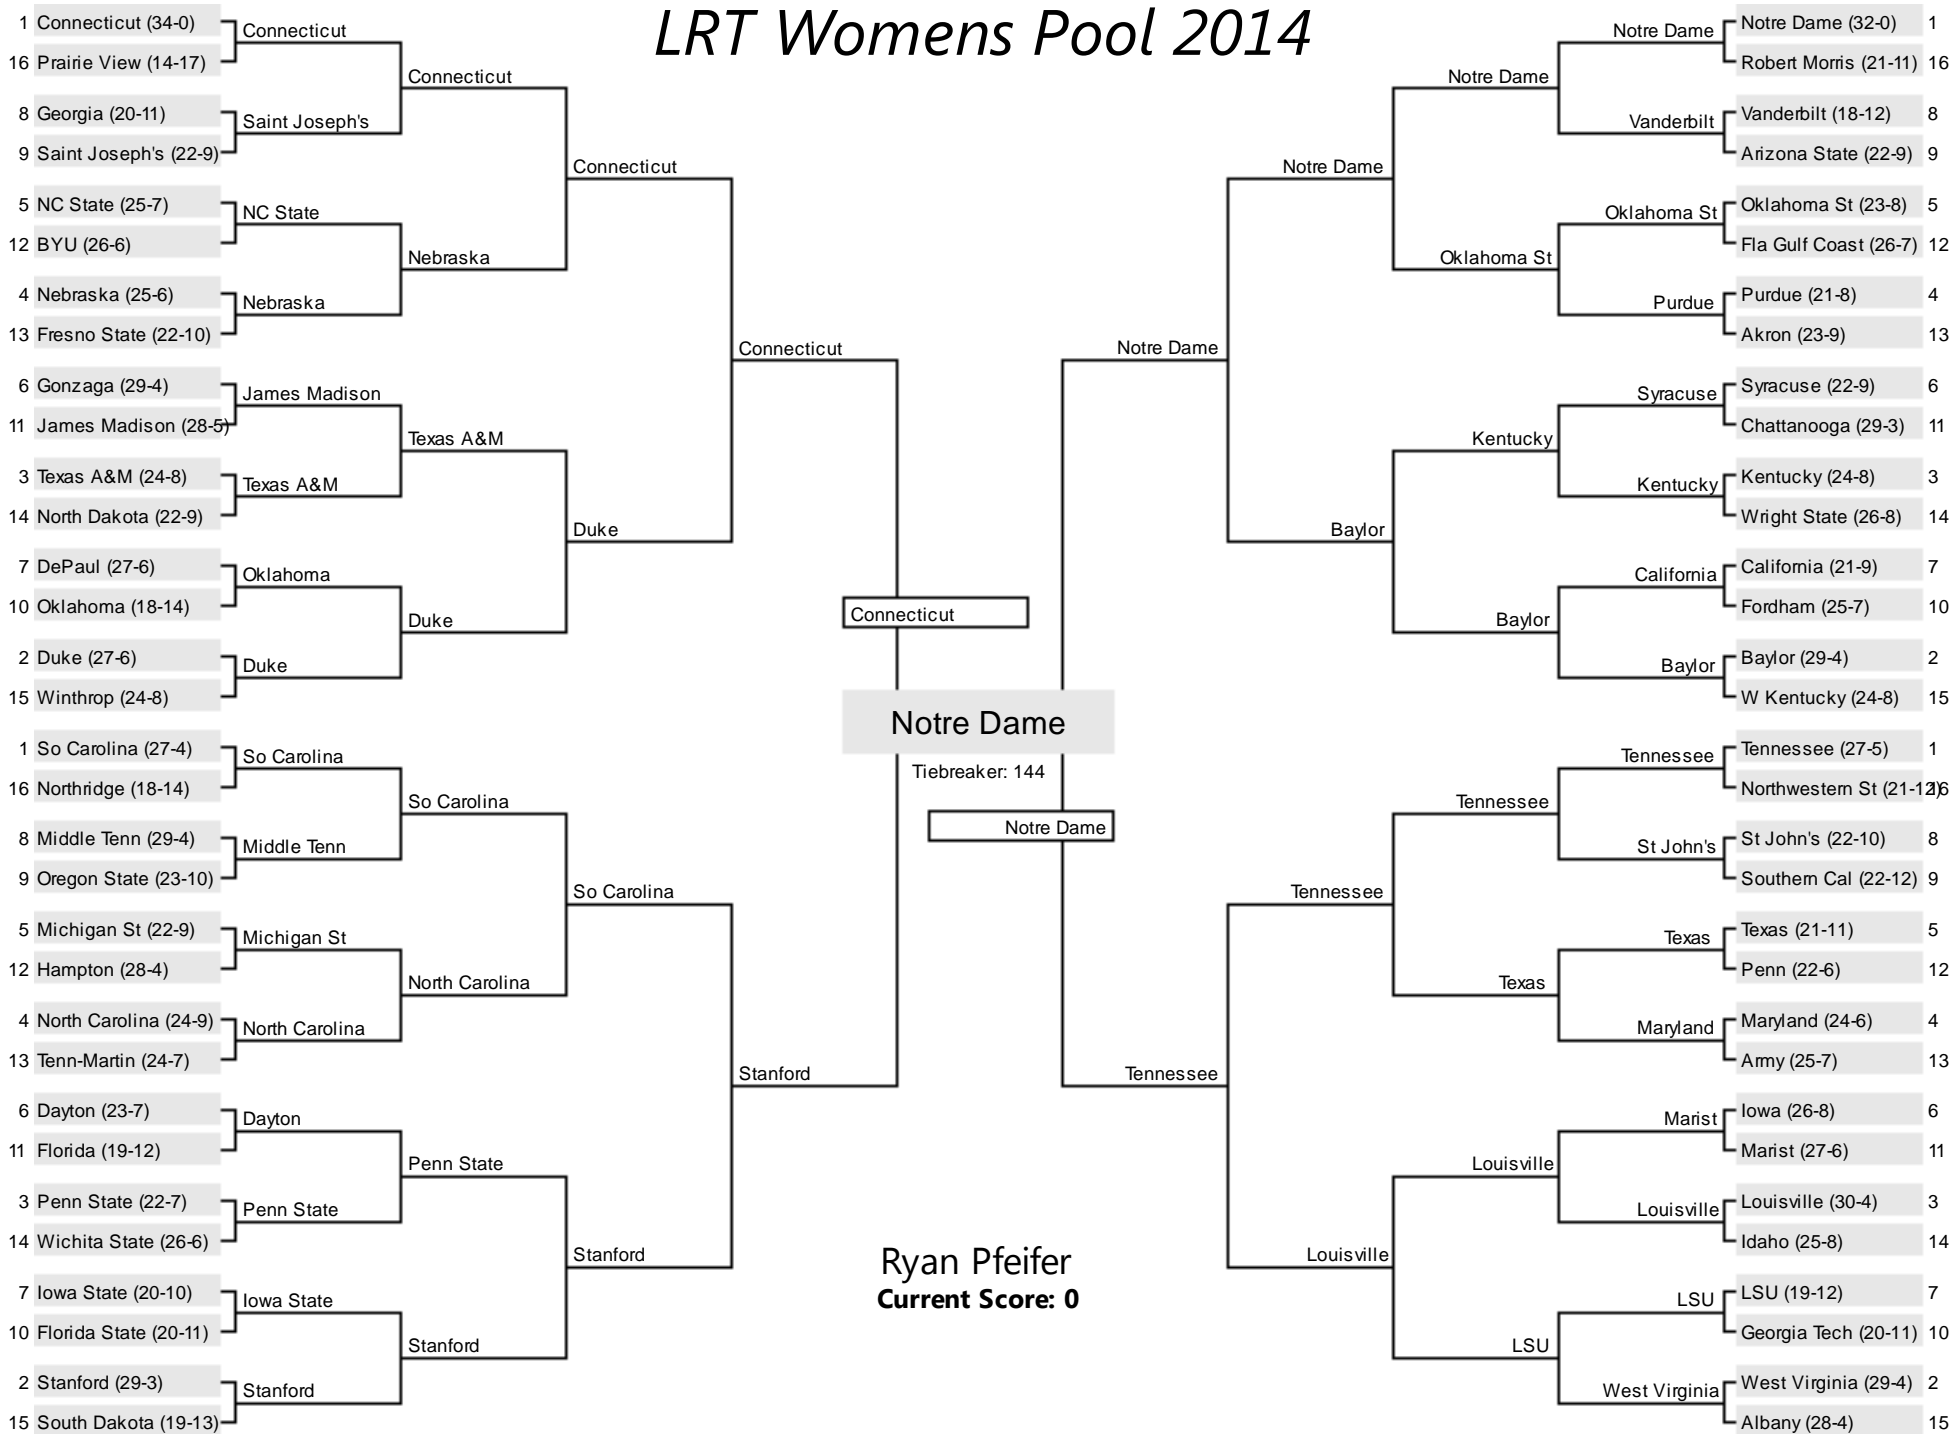 LRT Womens Pool 2014
1 Connecticut (34-0)
16 Prairie View (14-17)
8 Georgia (20-11)
9 Saint Joseph's (22-9)
5 NC State (25-7)
12 BYU (26-6)
4 Nebraska (25-6)
13 Fresno State (22-10)
6 Gonzaga (29-4)
11 James Madison (28-5)
3 Texas A&M (24-8)
14 North Dakota (22-9)
7 DePaul (27-6)
10 Oklahoma (18-14)
2 Duke (27-6)
15 Winthrop (24-8)
1 So Carolina (27-4)
16 Northridge (18-14)
8 Middle Tenn (29-4)
9 Oregon State (23-10)
5 Michigan St (22-9)
12 Hampton (28-4)
4 North Carolina (24-9)
13 Tenn-Martin (24-7)
6 Dayton (23-7)
11 Florida (19-12)
3 Penn State (22-7)
14 Wichita State (26-6)
7 Iowa State (20-10)
10 Florida State (20-11)
2 Stanford (29-3)
15 South Dakota (19-13)
Connecticut
Saint Joseph's
NC State
Nebraska
James Madison
Texas A&M
Oklahoma
Duke
So Carolina
Middle Tenn
Michigan St
North Carolina
Dayton
Penn State
Iowa State
Stanford
Connecticut
Nebraska
Texas A&M
Duke
So Carolina
North Carolina
Penn State
Stanford
Connecticut
Duke
So Carolina
Stanford
Connecticut
Stanford
Connecticut
Notre Dame
Tiebreaker: 144
Notre Dame
Ryan Pfeifer
Current Score: 0
Notre Dame
Tennessee
Notre Dame
Baylor
Tennessee
Louisville
Notre Dame
Oklahoma St
Kentucky
Baylor
Tennessee
Texas
Louisville
LSU
Notre Dame
Vanderbilt
Oklahoma St
Purdue
Syracuse
Kentucky
California
Baylor
Tennessee
St John's
Texas
Maryland
Marist
Louisville
LSU
West Virginia
Notre Dame (32-0) 1
Robert Morris (21-11) 16
Vanderbilt (18-12) 8
Arizona State (22-9) 9
Oklahoma St (23-8) 5
Fla Gulf Coast (26-7) 12
Purdue (21-8) 4
Akron (23-9) 13
Syracuse (22-9) 6
Chattanooga (29-3) 11
Kentucky (24-8) 3
Wright State (26-8) 14
California (21-9) 7
Fordham (25-7) 10
Baylor (29-4) 2
W Kentucky (24-8) 15
Tennessee (27-5) 1
Northwestern St (21-12) 16
St John's (22-10) 8
Southern Cal (22-12) 9
Texas (21-11) 5
Penn (22-6) 12
Maryland (24-6) 4
Army (25-7) 13
Iowa (26-8) 6
Marist (27-6) 11
Louisville (30-4) 3
Idaho (25-8) 14
LSU (19-12) 7
Georgia Tech (20-11) 10
West Virginia (29-4) 2
Albany (28-4) 15